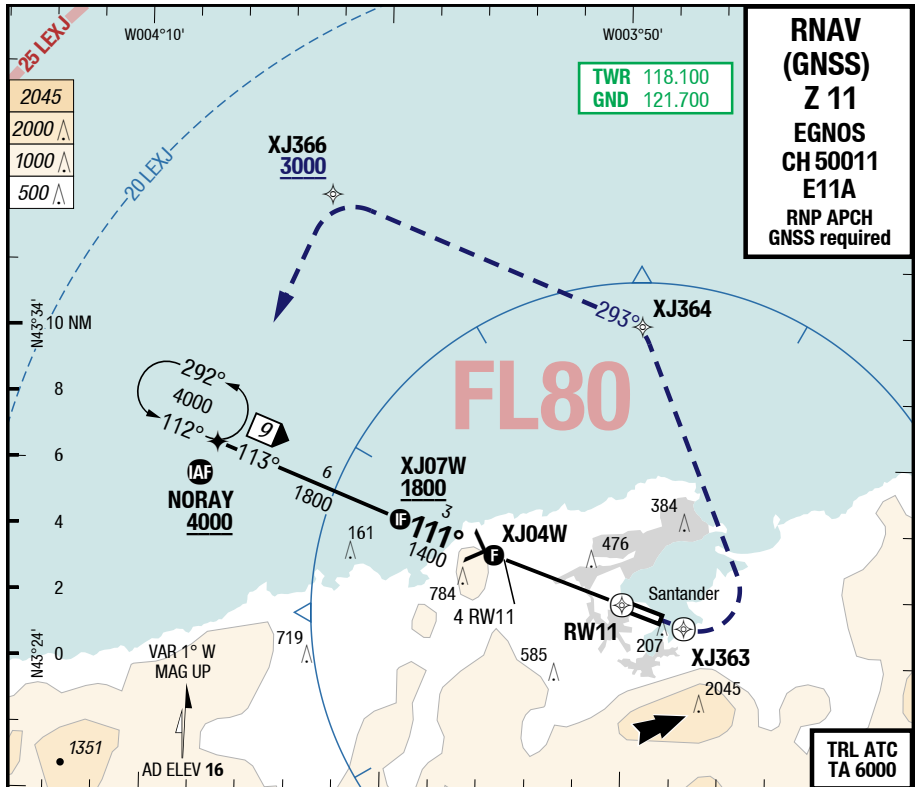 W004°10'
W003°50'
RNAV
(GNSS)
Z 11
EGNOS
CH 50011
E11A
RNP APCH
GNSS required
25 LEXJ
TWR 118.100
GND 121.700
2045
2000
1000
500
20 LEXJ
XJ366
3000
N43°34'
10 NM
293°
XJ364
FL80
8
292°
4000
112°
9
113°
6
6
1800
IAF
NORAY
4000
XJ07W
1800
IF
3
111°
1400
4
161
XJ04W
F
384
476
2
784
4 RW11
Santander
RW11
207
XJ363
N43°24'
0
719
585
2045
VAR 1° W
MAG UP
1351
AD ELEV 16
TRL ATC
TA 6000